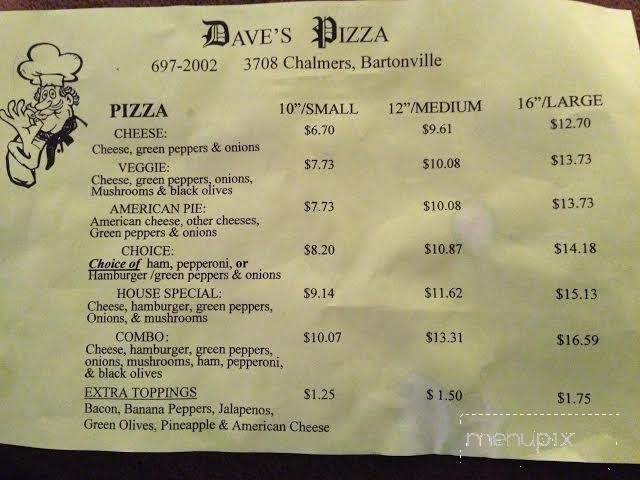 DAVE'S PIZZA
697-2002 3708 Chalmers, Bartonville
PIZZA 10"/SMALL 12"/MEDIUM 16"/LARGE
CHEESE: $6.70 $9.61 $12.70
Cheese, green peppers & onions
VEGGIE: $7.73 $10.08 $13.73
Cheese, green peppers, onions,
Mushrooms & black olives
AMERICAN PIE: $7.73 $10.08 $13.73
American cheese, other cheeses,
Green peppers & onions
CHOICE: $8.20 $10.87 $14.18
Choice of ham, pepperoni, or
Hamburger /green peppers & onions
HOUSE SPECIAL: $9.14 $11.62 $15.13
Cheese, hamburger, green peppers,
Onions, & mushrooms
COMBO: $10.07 $13.31 $16.59
Cheese, hamburger, green peppers,
onions, mushrooms, ham, pepperoni,
& black olives
EXTRA TOPPINGS $1.25 $ 1.50 $1.75
Bacon, Banana Peppers, Jalapenos,
Green Olives, Pineapple & American Cheese
menupix